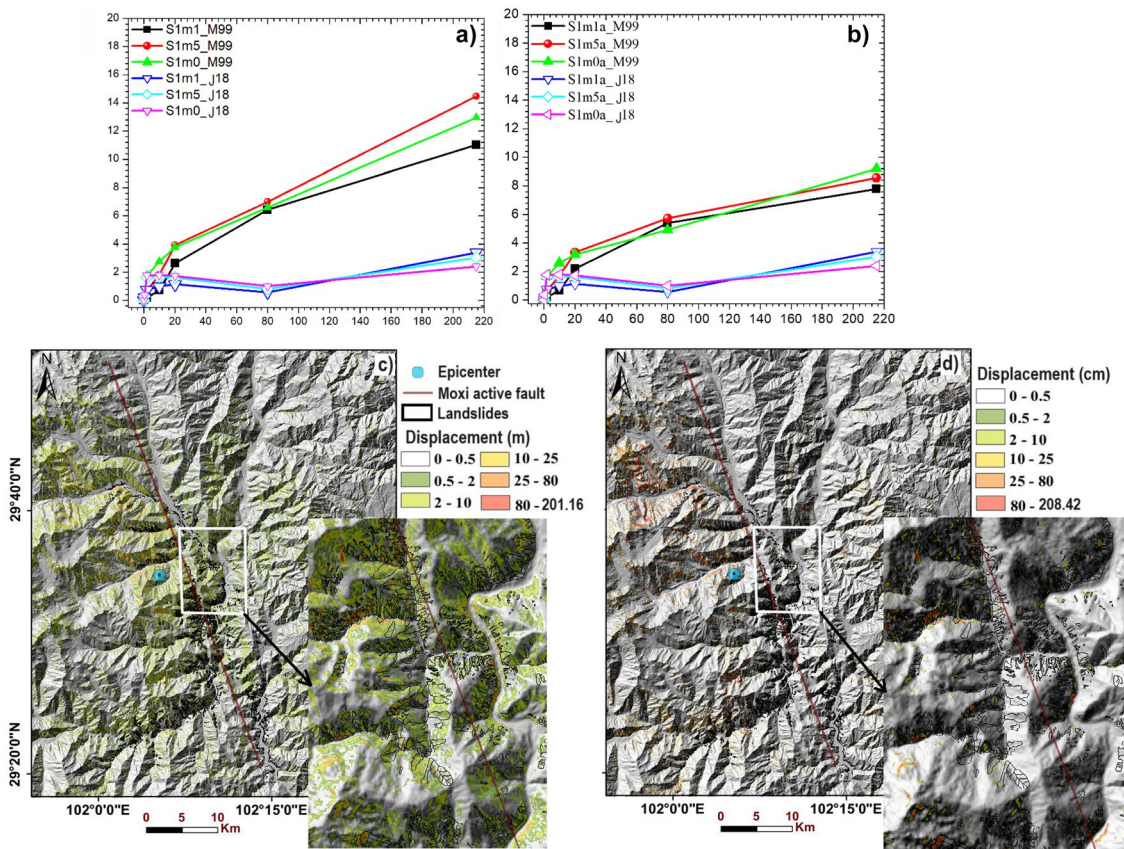 S1m1_M99
S1m5_M99
S1m0_M99
S1m1_J18
S1m5_J18
S1m0_J18
a)
20
18
16
14
12
10
8
6
4
2
0
0 20 40 60 80 100 120 140 160 180 200 220
S1m1a_M99
S1m5a_M99
S1m0a_M99
S1m1a_J18
S1m5a_J18
S1m0a_J18
b)
20
18
16
14
12
10
8
6
4
2
0
0 20 40 60 80 100 120 140 160 180 200 220
N
c)
29°40'0"N
29°20'0"N
102°0'0"E 102°15'0"E
0 5 10
Km
Epicenter
Moxi active fault
Landslides
Displacement (m)
0 - 0.5 10 - 25
0.5 - 2 25 - 80
2 - 10 80 - 201.16
N
d)
102°0'0"E 102°15'0"E
0 5 10
Km
Displacement (cm)
0 - 0.5
0.5 - 2
2 - 10
10 - 25
25 - 80
80 - 208.42